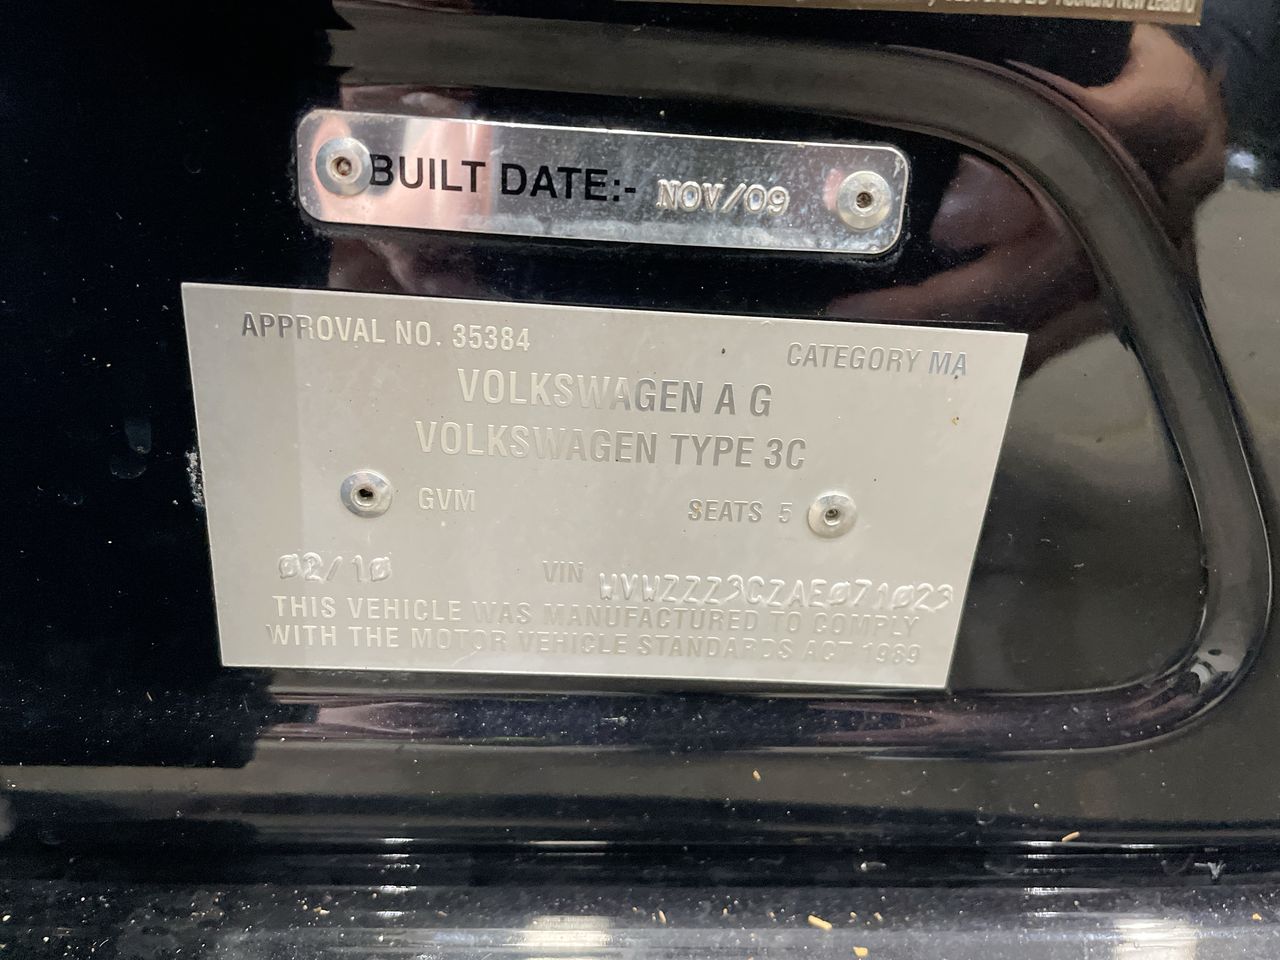 BUILT DATE:- NOV/09
APPROVAL NO. 35384
CATEGORY MA
VOLKSWAGEN A G
VOLKSWAGEN TYPE 3C
GVM
SEATS 5
02/10
VIN WVWZZZ3CZAE071023
THIS VEHICLE WAS MANUFACTURED TO COMPLY
WITH THE MOTOR VEHICLE STANDARDS ACT 1989